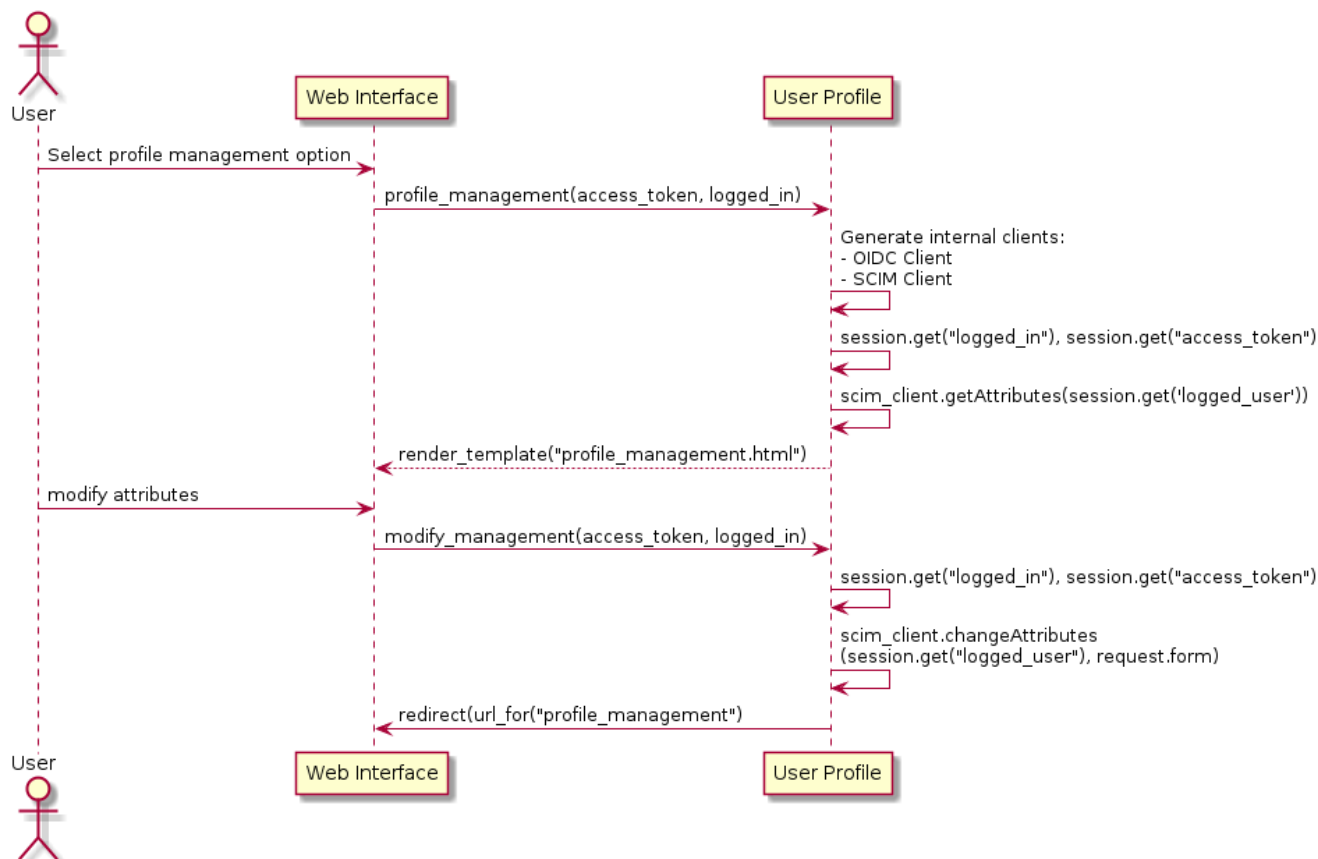 User
Web Interface
User Profile
Select profile management option
profile_management(access_token, logged_in)
Generate internal clients:
- OIDC Client
- SCIM Client
session.get("logged_in"), session.get("access_token")
scim_client.getAttributes(session.get('logged_user'))
render_template("profile_management.html")
modify attributes
modify_management(access_token, logged_in)
session.get("logged_in"), session.get("access_token")
scim_client.changeAttributes
(session.get("logged_user"), request.form)
redirect(url_for("profile_management")
User
Web Interface
User Profile